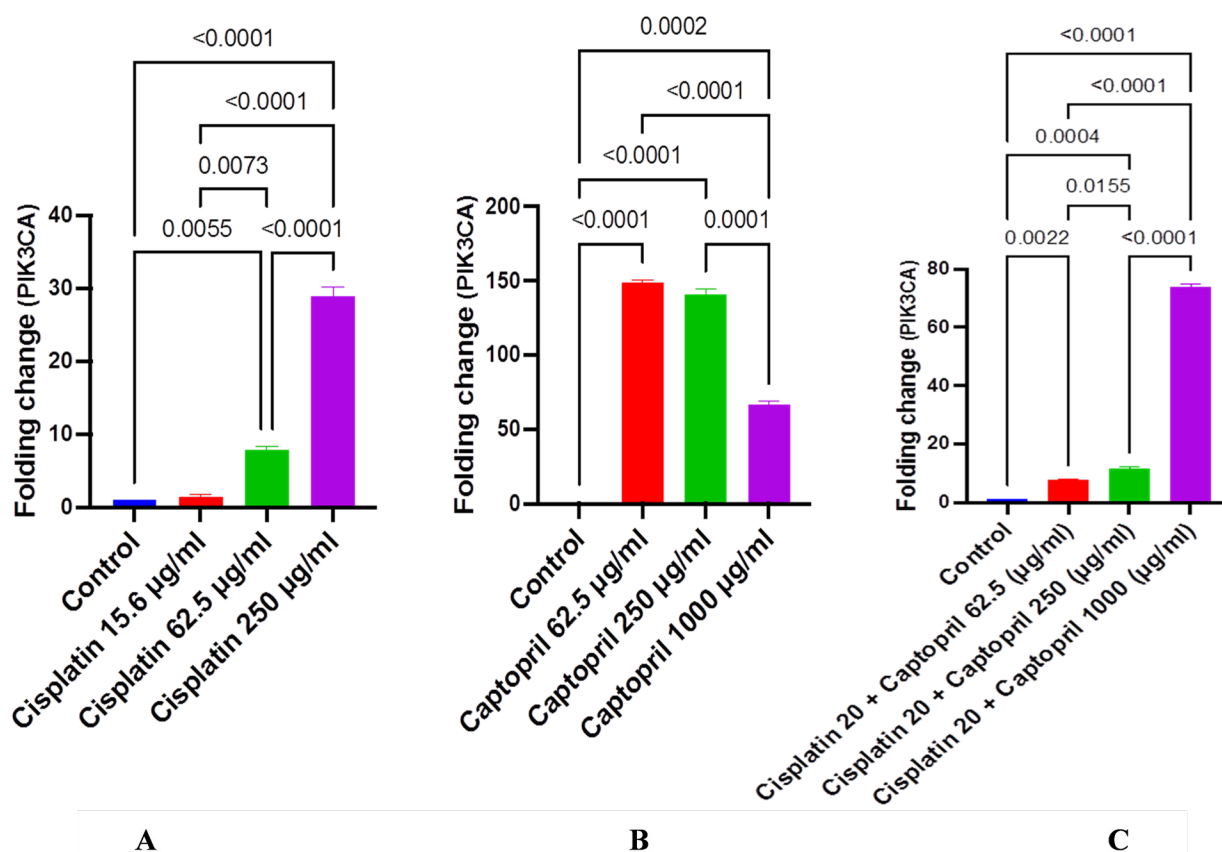 <0.0001
<0.0001
0.0073
0.0055
<0.0001
40
30
20
10
0
Folding change (PIK3CA)
Control
Cisplatin 15.6 µg/ml
Cisplatin 62.5 µg/ml
Cisplatin 250 µg/ml
A
0.0002
<0.0001
<0.0001
<0.0001
0.0001
200
150
100
50
0
Folding change (PIK3CA)
Control
Captopril 62.5 µg/ml
Captopril 250 µg/ml
Captopril 1000 µg/ml
B
<0.0001
<0.0001
0.0004
0.0155
0.0022
<0.0001
80
60
40
20
0
Folding change (PIK3CA)
Control
Cisplatin 20 + Captopril 62.5 (µg/ml)
Cisplatin 20 + Captopril 250 (µg/ml)
Cisplatin 20 + Captopril 1000 (µg/ml)
C